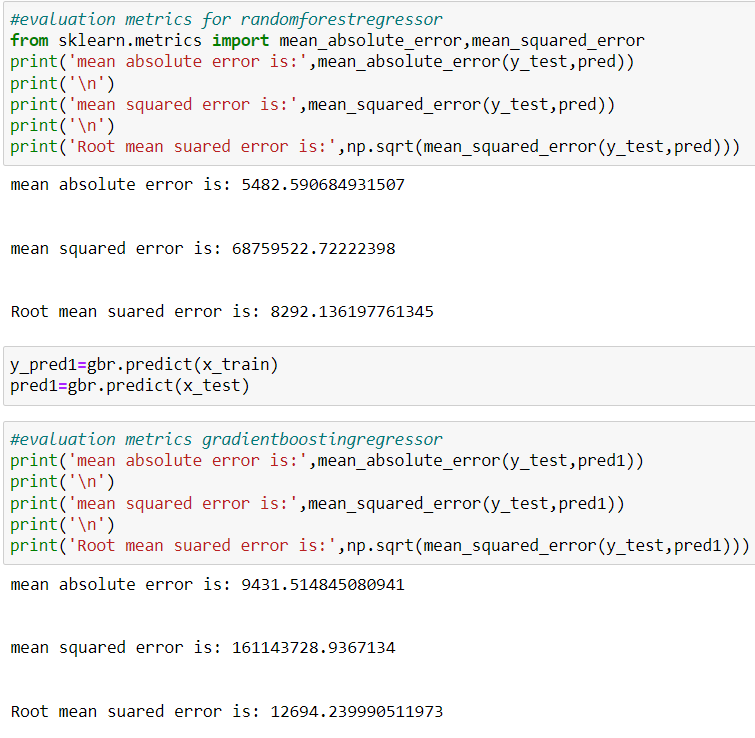 #evaluation metrics for randomforestregressor
from sklearn.metrics import mean_absolute_error,mean_squared_error
print('mean absolute error is:',mean_absolute_error(y_test,pred))
print('\n')
print('mean squared error is:',mean_squared_error(y_test,pred))
print('\n')
print('Root mean suared error is:',np.sqrt(mean_squared_error(y_test,pred)))
mean absolute error is: 5482.590684931507
mean squared error is: 68759522.72222398
Root mean suared error is: 8292.136197761345
y_pred1=gbr.predict(x_train)
pred1=gbr.predict(x_test)
#evaluation metrics gradientboostingregressor
print('mean absolute error is:',mean_absolute_error(y_test,pred1))
print('\n')
print('mean squared error is:',mean_squared_error(y_test,pred1))
print('\n')
print('Root mean suared error is:',np.sqrt(mean_squared_error(y_test,pred1)))
mean absolute error is: 9431.514845080941
mean squared error is: 161143728.9367134
Root mean suared error is: 12694.239990511973